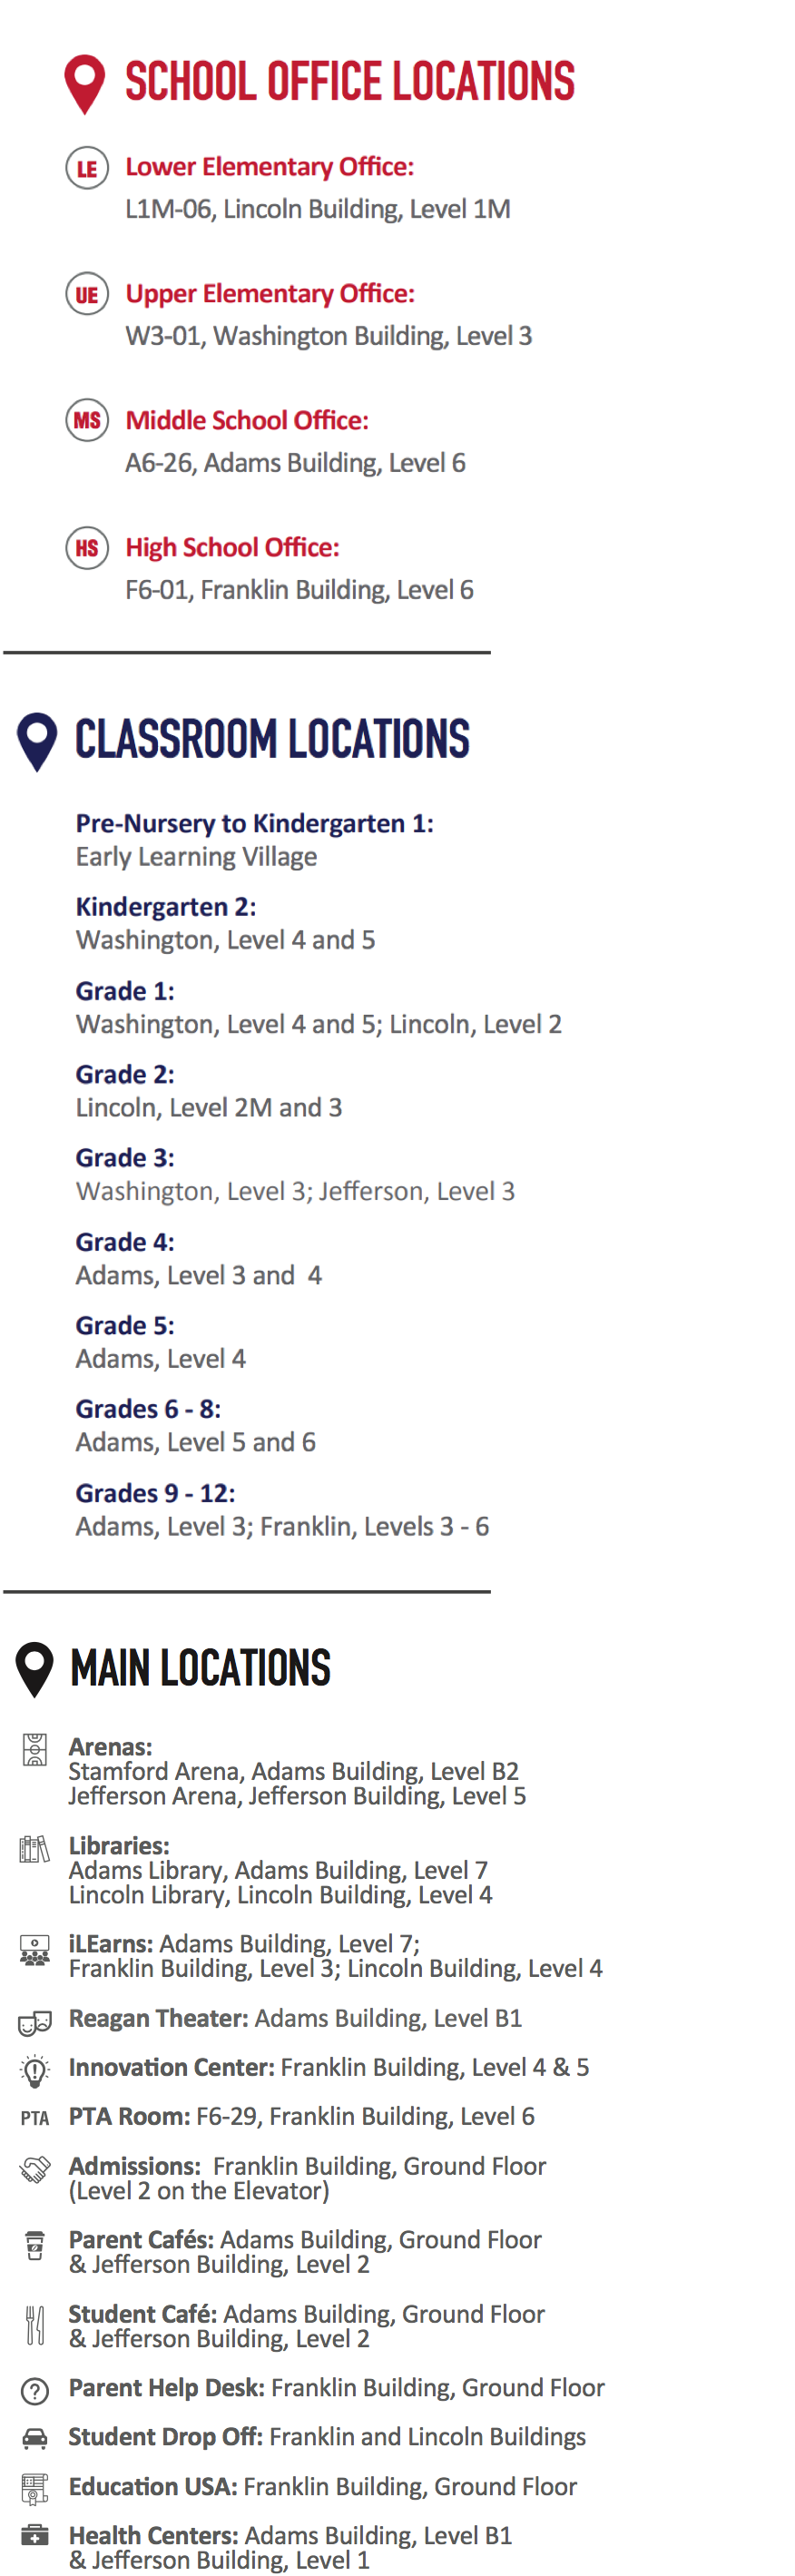 SCHOOL OFFICE LOCATIONS
LE Lower Elementary Office:
L1M-06, Lincoln Building, Level 1M
UE Upper Elementary Office:
W3-01, Washington Building, Level 3
MS Middle School Office:
A6-26, Adams Building, Level 6
HS High School Office:
F6-01, Franklin Building, Level 6
CLASSROOM LOCATIONS
Pre-Nursery to Kindergarten 1:
Early Learning Village
Kindergarten 2:
Washington, Level 4 and 5
Grade 1:
Washington, Level 4 and 5; Lincoln, Level 2
Grade 2:
Lincoln, Level 2M and 3
Grade 3:
Washington, Level 3; Jefferson, Level 3
Grade 4:
Adams, Level 3 and 4
Grade 5:
Adams, Level 4
Grades 6 - 8:
Adams, Level 5 and 6
Grades 9 - 12:
Adams, Level 3; Franklin, Levels 3 - 6
MAIN LOCATIONS
Arenas:
Stamford Arena, Adams Building, Level B2
Jefferson Arena, Jefferson Building, Level 5
Libraries:
Adams Library, Adams Building, Level 7
Lincoln Library, Lincoln Building, Level 4
iLEarns: Adams Building, Level 7;
Franklin Building, Level 3; Lincoln Building, Level 4
Reagan Theater: Adams Building, Level B1
Innovation Center: Franklin Building, Level 4 & 5
PTA PTA Room: F6-29, Franklin Building, Level 6
Admissions: Franklin Building, Ground Floor
(Level 2 on the Elevator)
Parent Cafés: Adams Building, Ground Floor
& Jefferson Building, Level 2
Student Café: Adams Building, Ground Floor
& Jefferson Building, Level 2
Parent Help Desk: Franklin Building, Ground Floor
Student Drop Off: Franklin and Lincoln Buildings
Education USA: Franklin Building, Ground Floor
Health Centers: Adams Building, Level B1
& Jefferson Building, Level 1